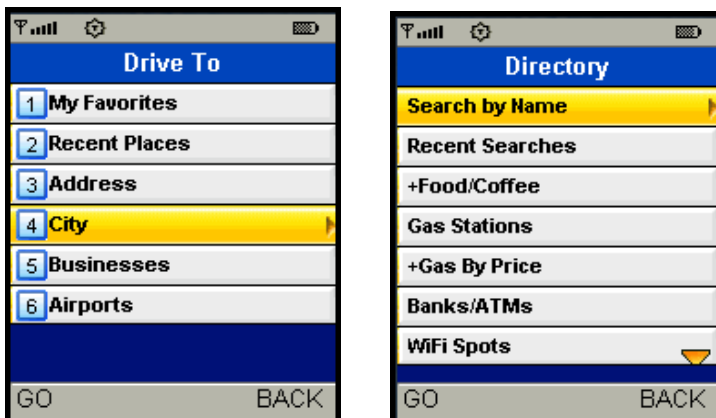 Drive To
1 My Favorites
2 Recent Places
3 Address
4 City
5 Businesses
6 Airports
GO BACK
Directory
Search by Name
Recent Searches
+Food/Coffee
Gas Stations
+Gas By Price
Banks/ATMs
WiFi Spots
GO BACK